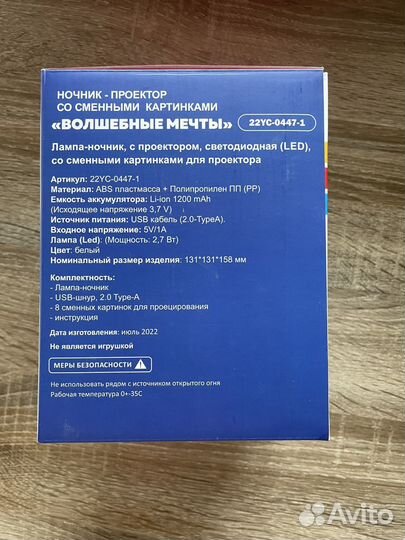 НОЧНИК - ПРОЕКТОР
СО СМЕННЫМИ КАРТИНКАМИ
«ВОЛШЕБНЫЕ МЕЧТЫ» 22YC-0447-1
Лампа-ночник, с проектором, светодиодная (LED),
со сменными картинками для проектора
Артикул: 22YC-0447-1
Материал: ABS пластмасса + Полипропилен ПП (PP)
Емкость аккумулятора: Li-ion 1200 mAh
(Исходящее напряжение 3,7 V)
Источник питания: USB кабель (2.0-TypeA).
Входное напряжение: 5V/1A
Лампа (Led): (Мощность: 2,7 Вт)
Цвет: белый
Номинальный размер изделия: 131*131*158 мм
Комплектность:
- Лампа-ночник
- USB-шнур, 2.0 Type-A
- 8 сменных картинок для проецирования
- инструкция
Дата изготовления: июль 2022
Не является игрушкой
МЕРЫ БЕЗОПАСНОСТИ
Не использовать рядом с источником открытого огня
Рабочая температура 0+-35С
Avito